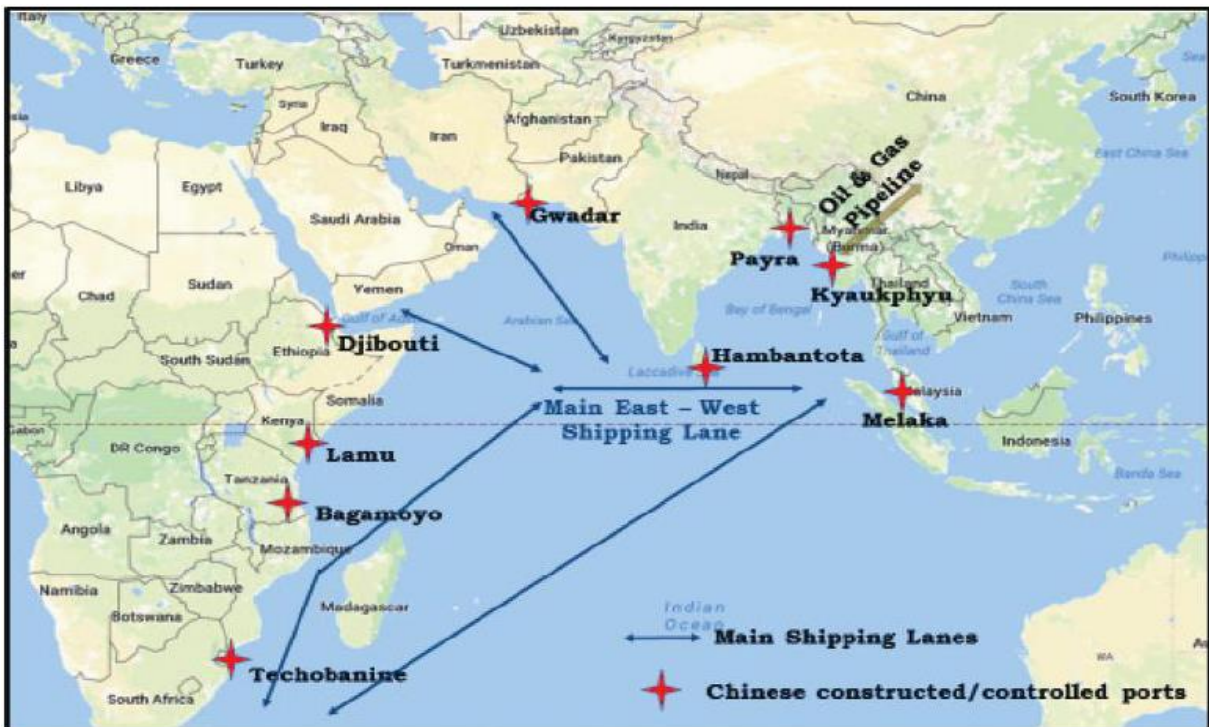 Italy
Greece
Turkey
Uzbekistan
Kyrgyzstan
Turkmenistan
Syria
Iraq
Iran
Afghanistan
Pakistan
China
South Korea
East China Sea
Libya
Egypt
Saudi Arabia
Oman
Gwadar
Nepal
India
Oil & Gas
Pipeline
Myanmar
(Burma)
Payra
Kyaukphyu
Thailand
Vietnam
South
China Sea
Philippines
Chad
Sudan
Yemen
Gulf of Aden
Arabian Sea
Bay of Bengal
Gulf of
Thailand
South Sudan
Ethiopia
Djibouti
Hambantota
Laccadive Sea
Main East – West
Shipping Lane
Malaysia
Melaka
Somalia
Kenya
Gabon
DR Congo
Lamu
Indonesia
Banda Sea
Tanzania
Bagamoyo
Angola
Zambia
Mozambique
Namibia
Zimbabwe
Botswana
Madagascar
Indian
Ocean
Main Shipping Lanes
WA
Techobanine
South Africa
Chinese constructed/controlled ports